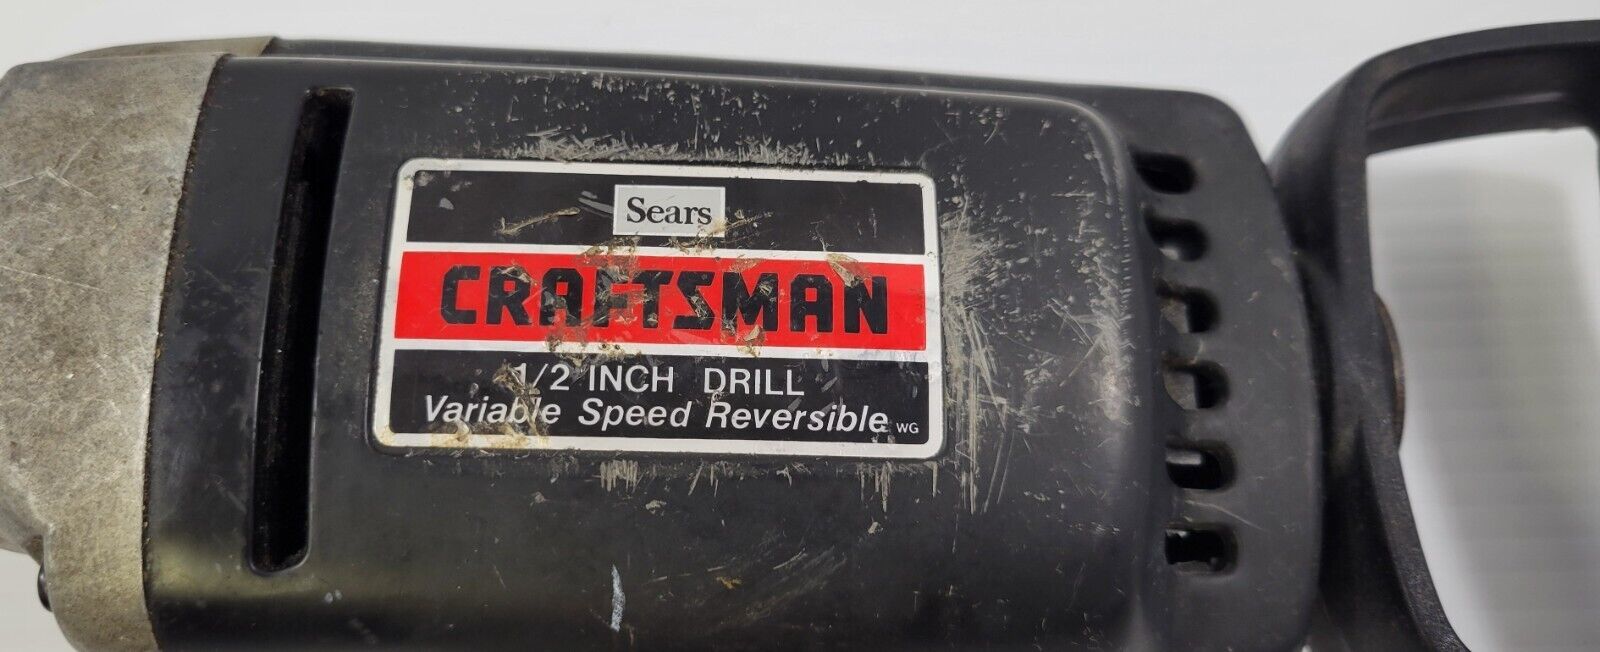 Sears
CRAFTSMAN
1/2 INCH DRILL
Variable Speed Reversible WG